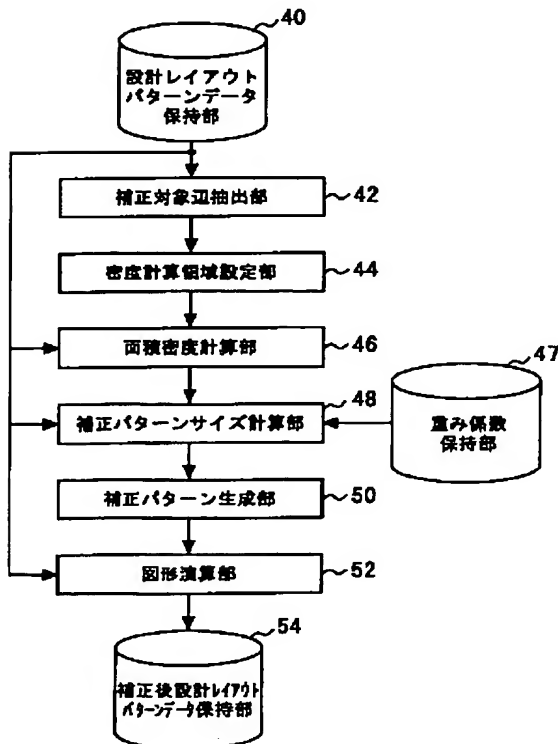 40
設計レイアウト
パターンデータ
保持部
補正対象辺抽出部
42
密度計算領域設定部
44
面積密度計算部
46
47
48
補正パターンサイズ計算部
重み係数
保持部
補正パターン生成部
50
図形演算部
52
54
補正後設計レイアウト
パターンデータ保持部